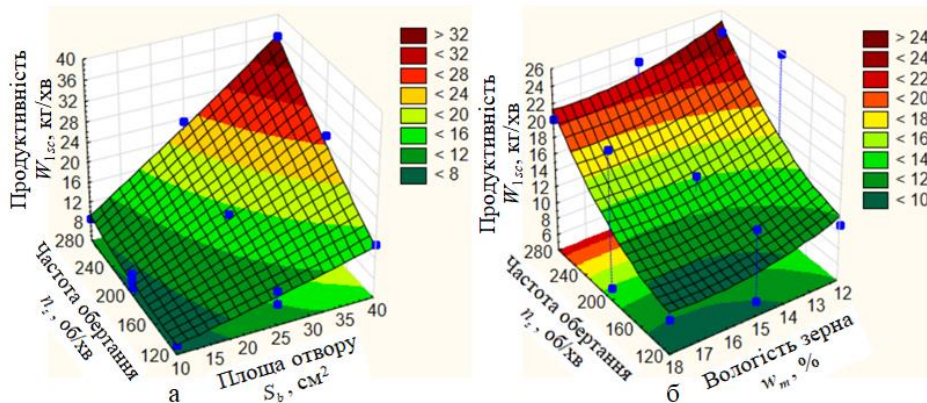 Продуктивність
W1sc, кг/хв
40
36
32
28
24
20
16
12
8
280
240
200
160
120
Частота обертання
nz, об/хв
10 15 20 25 30 35 40
Площа отвору
Sb, см²
> 32
< 32
< 28
< 24
< 20
< 16
< 12
< 8
а
Продуктивність
W1sc, кг/хв
26
24
22
20
18
16
14
12
10
8
6
280
240
200
160
120
Частота обертання
nz, об/хв
18 17 16 15 14 13 12
Вологість зерна
wm, %
> 24
< 24
< 22
< 20
< 18
< 16
< 14
< 12
< 10
б